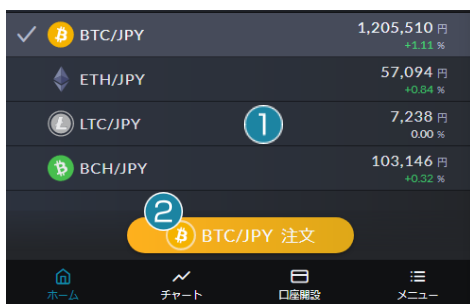 BTC/JPY 1,205,510 円
+1.11 %
ETH/JPY 57,094 円
+0.84 %
LTC/JPY 7,238 円
0.00 %
BCH/JPY 103,146 円
+0.32 %
1
2
BTC/JPY 注文
ホーム チャート 口座開設 メニュー